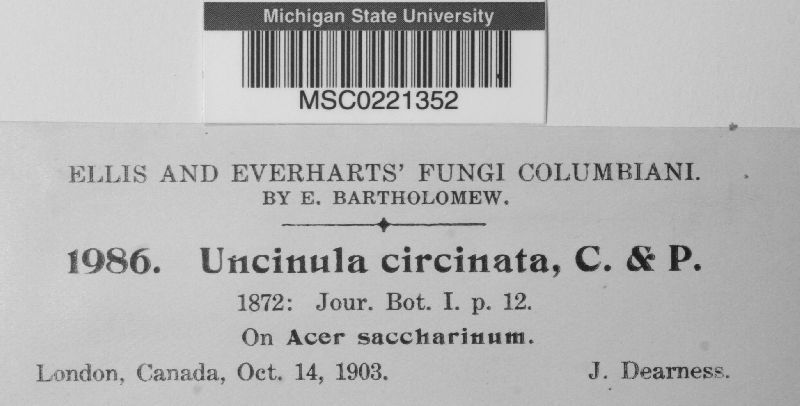 Michigan State University
MSC0221352
ELLIS AND EVERHARTS' FUNGI COLUMBIANI.
BY E. BARTHOLOMEW.
1986. Uncinula circinata, C. & P.
1872: Jour. Bot. I. p. 12.
On Acer saccharinum.
London, Canada, Oct. 14, 1903. J. Dearness.